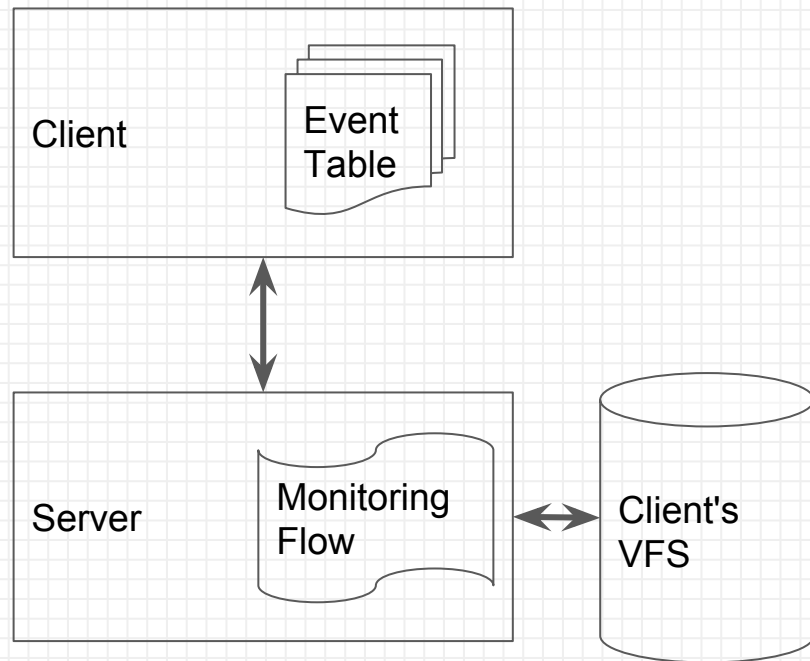 Client
Event
Table
Server
Monitoring
Flow
Client's
VFS